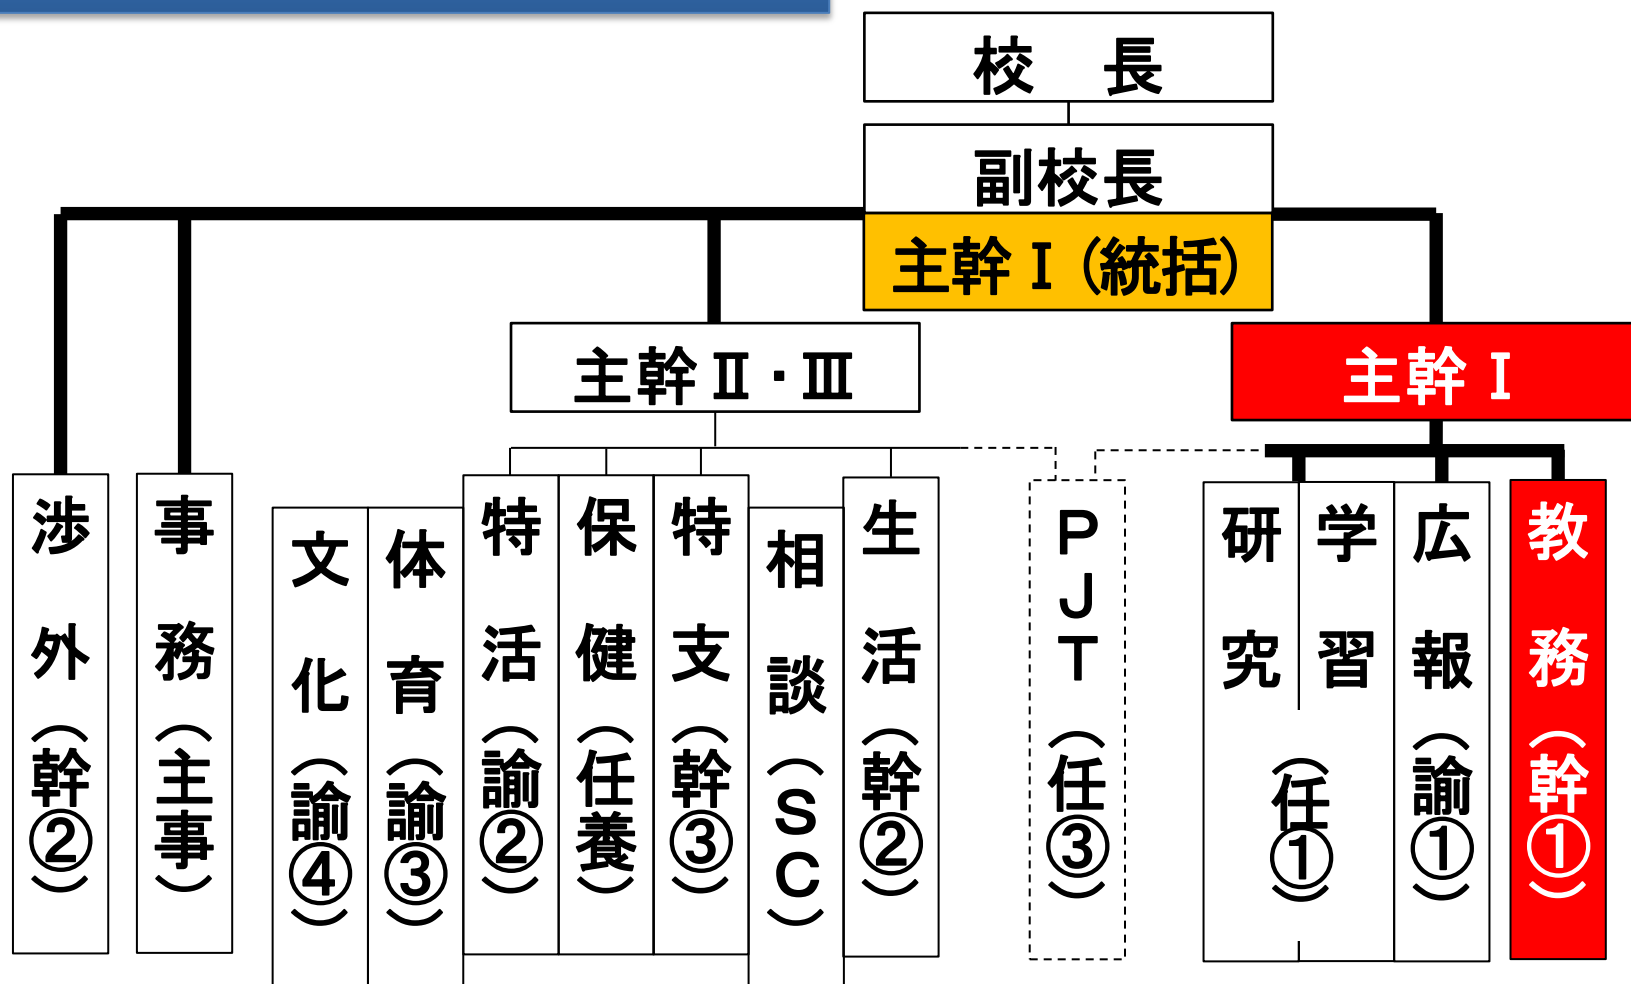 校　長
副校長
主幹Ⅰ(統括)
主幹Ⅱ・Ⅲ
主幹Ⅰ
渉外(幹②)
事務(主事)
文化(諭④)
体育(諭③)
特活(諭②)
保健(任養)
特支(幹③)
相談(SC)
生活(幹②)
PJT(任③)
研究
学習
(任①)
広報(諭①)
教務(幹①)